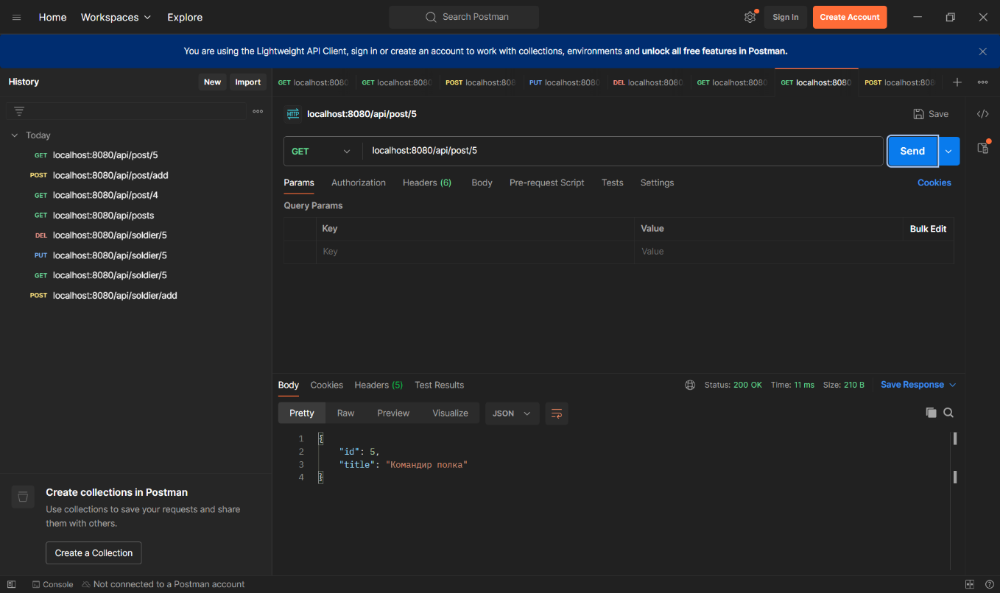 Home Workspaces Explore Search Postman Sign In Create Account
You are using the Lightweight API Client, sign in or create an account to work with collections, environments and unlock all free features in Postman.
History New Import
GET localhost:8080 GET localhost:8080 POST localhost:808 PUT localhost:8080 DEL localhost:8080 GET localhost:8080 GET localhost:8080 POST localhost:808
HTTP localhost:8080/api/post/5 Save
Today
GET localhost:8080/api/post/5
POST localhost:8080/api/post/add
GET localhost:8080/api/post/4
GET localhost:8080/api/posts
DEL localhost:8080/api/soldier/5
PUT localhost:8080/api/soldier/5
GET localhost:8080/api/soldier/5
POST localhost:8080/api/soldier/add
GET localhost:8080/api/post/5 Send
Params Authorization Headers (6) Body Pre-request Script Tests Settings Cookies
Query Params
Key Value Bulk Edit
Key Value
Body Cookies Headers (5) Test Results Status: 200 OK Time: 11 ms Size: 210 B Save Response
Pretty Raw Preview Visualize JSON
1 {
2 "id": 5,
3 "title": "Командир полка"
4 }
Create collections in Postman
Use collections to save your requests and share
them with others.
Create a Collection
Console Not connected to a Postman account